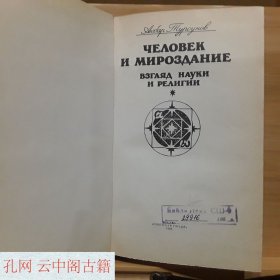 Акбар Турсунов
ЧЕЛОВЕК
И МИРОЗДАНИЕ
ВЗГЛЯД НАУКИ
И РЕЛИГИИ
孔网 云中阁古籍